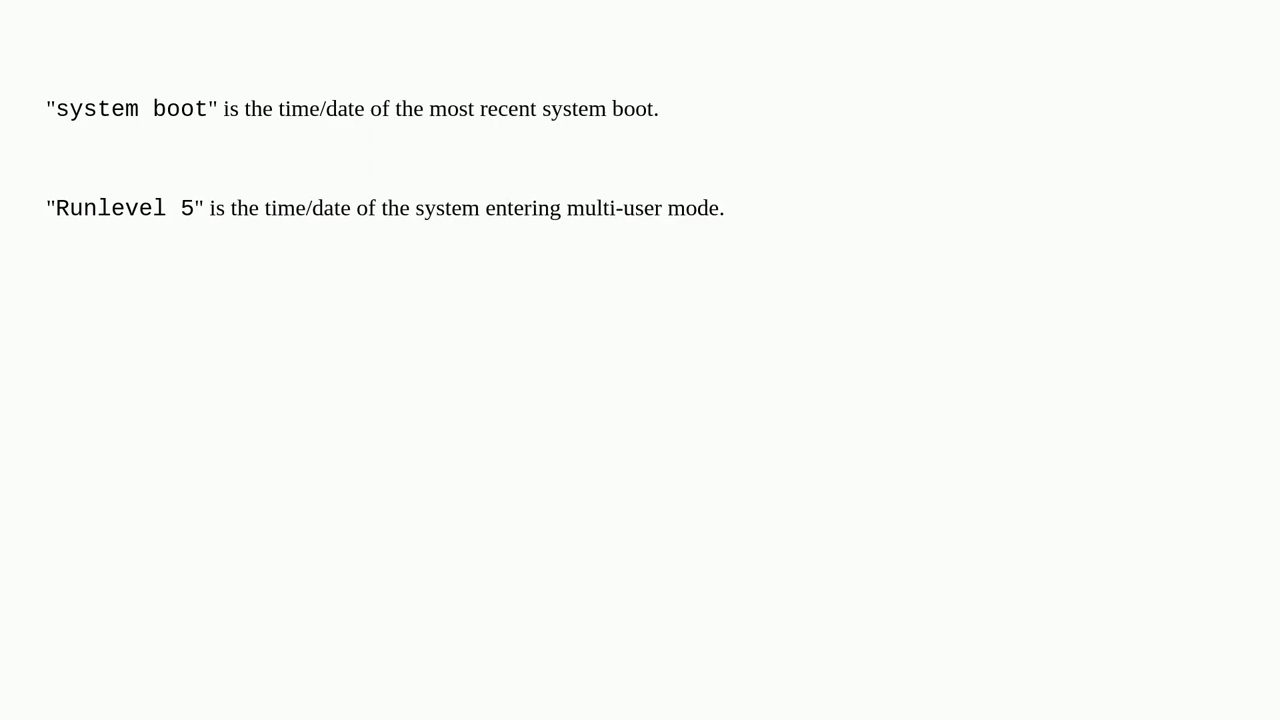 "system boot" is the time/date of the most recent system boot.
"Runlevel 5" is the time/date of the system entering multi-user mode.